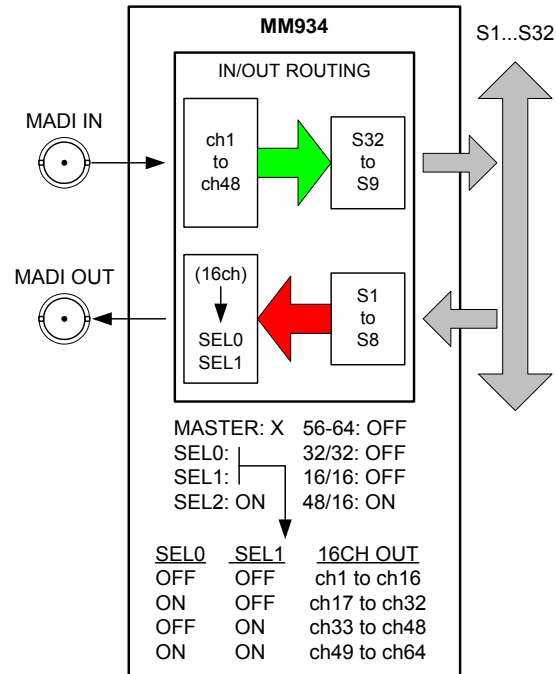 MM934
S1...S32
IN/OUT ROUTING
MADI IN
ch1
to
ch48
S32
to
S9
MADI OUT
(16ch)
SEL0
SEL1
S1
to
S8
MASTER: X 56-64: OFF
SEL0: 32/32: OFF
SEL1: 16/16: OFF
SEL2: ON 48/16: ON
SEL0 SEL1 16CH OUT
OFF OFF ch1 to ch16
ON OFF ch17 to ch32
OFF ON ch33 to ch48
ON ON ch49 to ch64